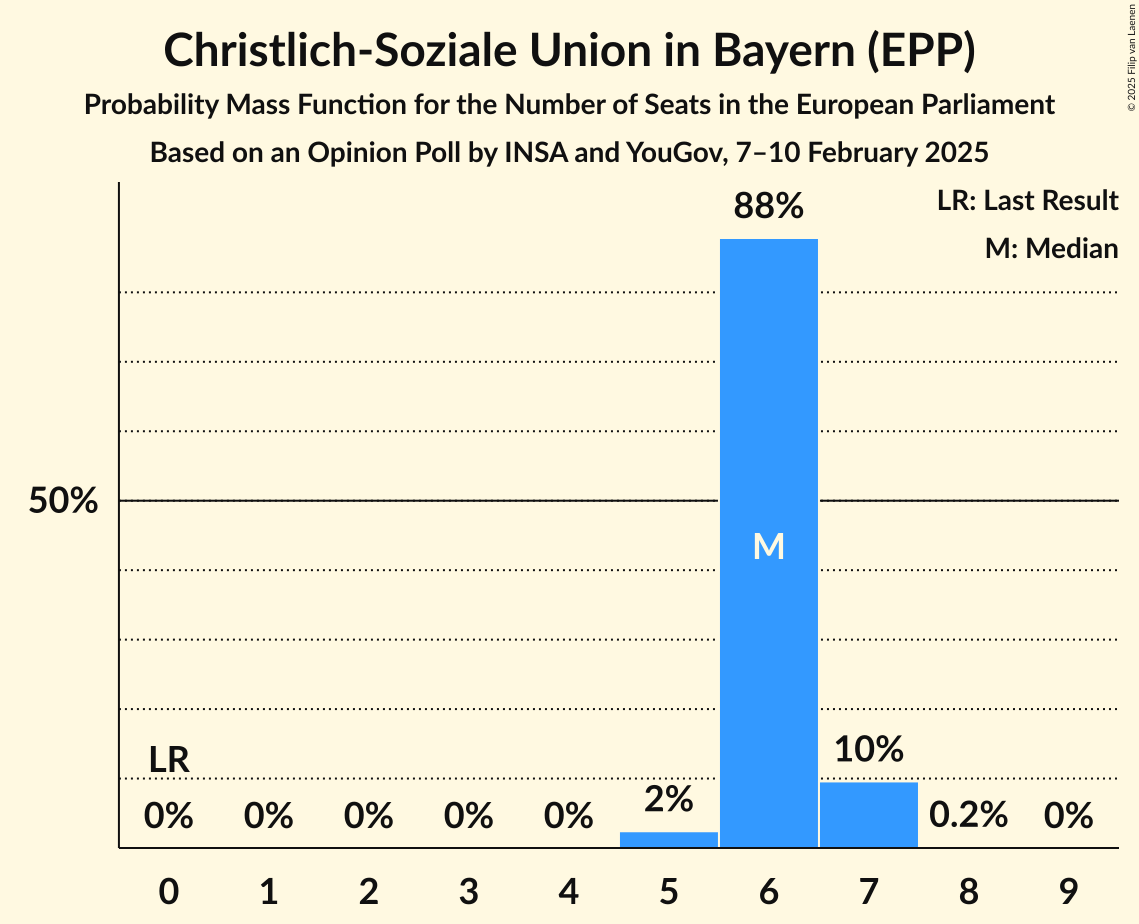 Christlich-Soziale Union in Bayern (EPP)
Probability Mass Function for the Number of Seats in the European Parliament
Based on an Opinion Poll by INSA and YouGov, 7–10 February 2025
© 2025 Filip van Laenen
LR: Last Result
M: Median
88%
50%
M
LR
10%
2%
0% 0% 0% 0% 0% 0.2% 0%
0 1 2 3 4 5 6 7 8 9